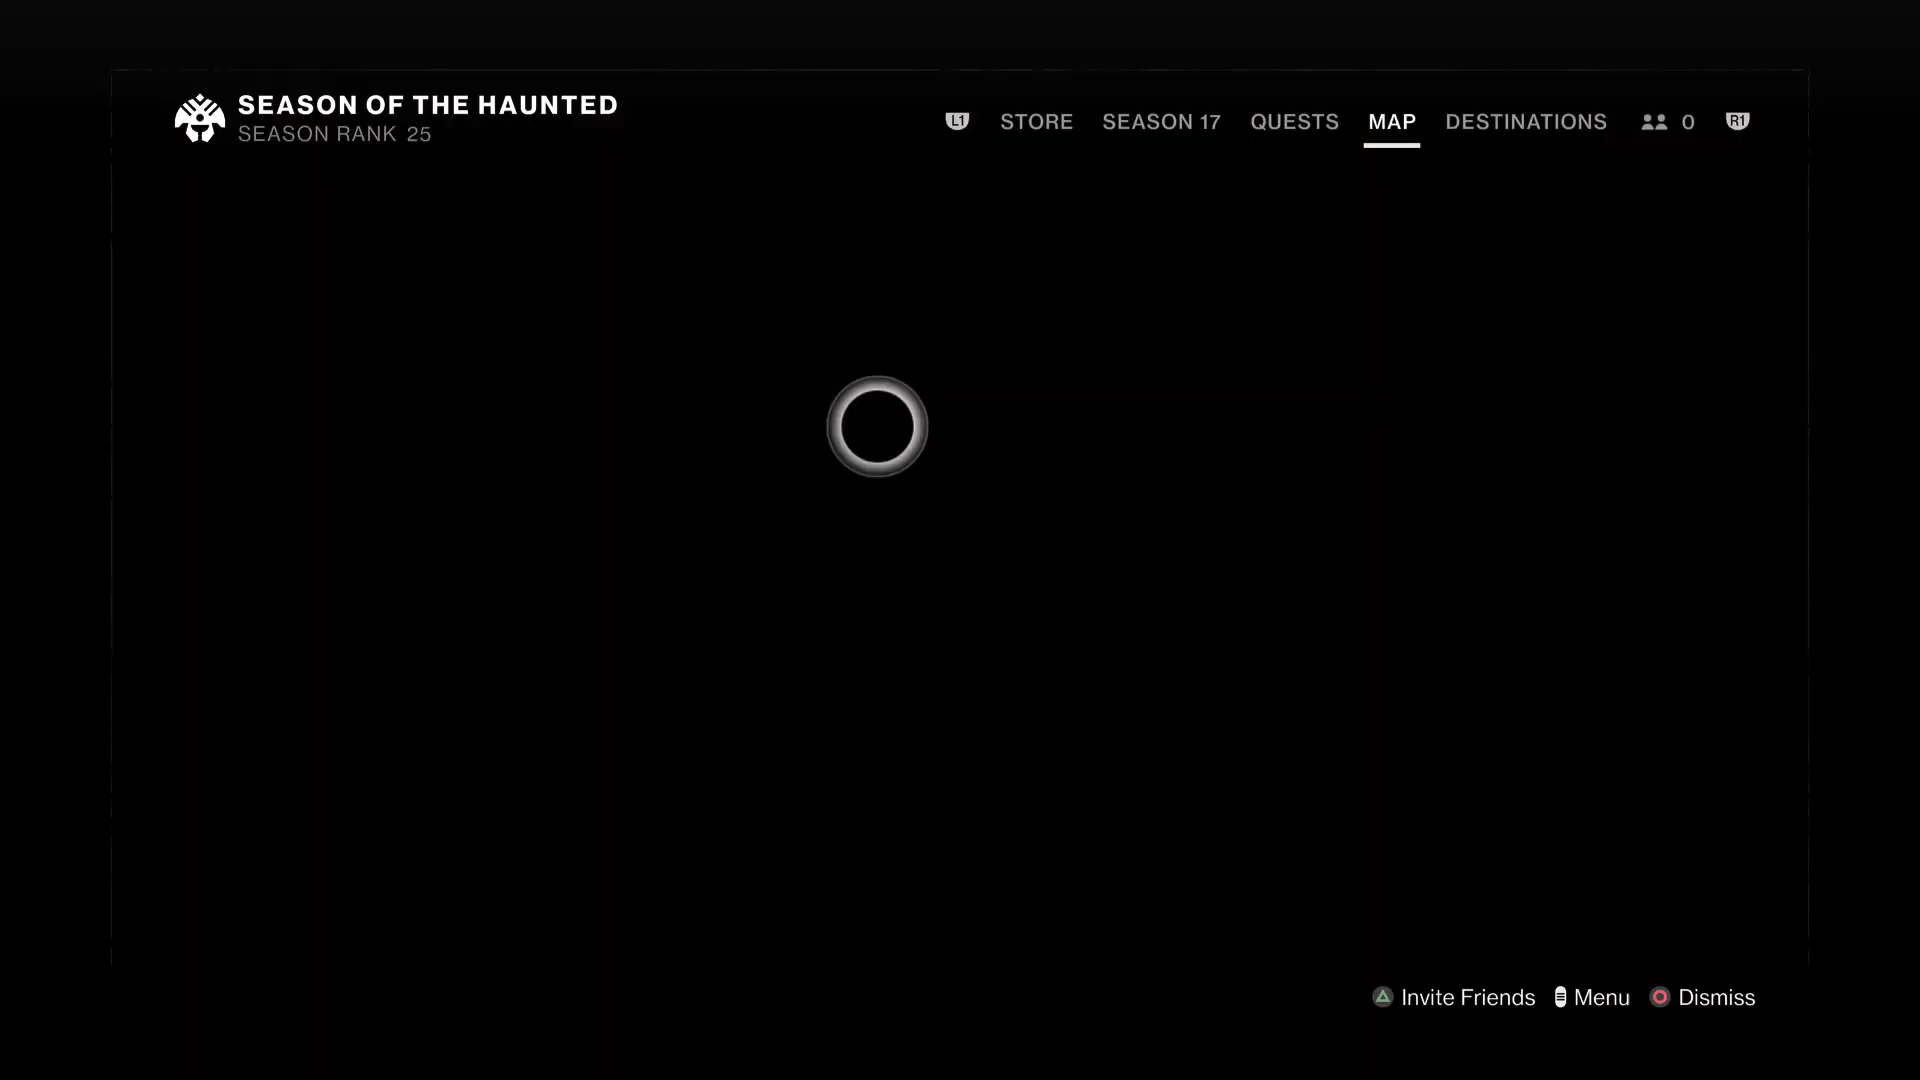 SEASON OF THE HAUNTED
SEASON RANK 25
L1 STORE SEASON 17 QUESTS MAP DESTINATIONS 0 R1
Invite Friends Menu Dismiss